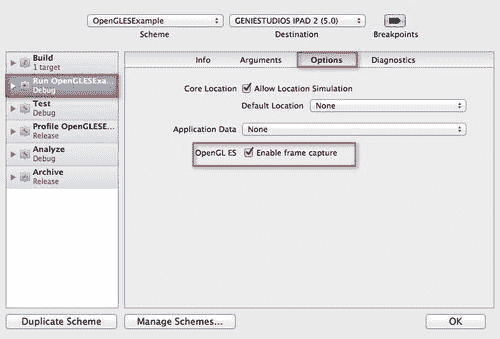 OpenGLESExample
GENIESTUDIOS IPAD 2 (5.0)
Scheme
Destination
Breakpoints
Build
1 target
Run OpenGLESExa...
Debug
Test
Debug
Profile OpenGLESE...
Release
Analyze
Debug
Archive
Release
Info
Arguments
Options
Diagnostics
Core Location
Allow Location Simulation
Default Location
None
Application Data
None
OpenGL ES
Enable frame capture
Duplicate Scheme
Manage Schemes...
OK